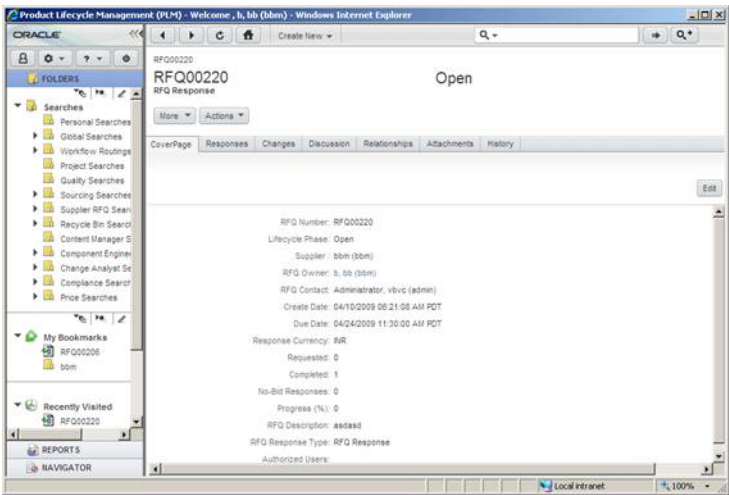 Product Lifecycle Management (PLM) - Welcome , b, bb (bbm) - Windows Internet Explorer
ORACLE
Create New
FOLDERS
Searches
Personal Searches
Global Searches
Workflow Routings
Project Searches
Quality Searches
Sourcing Searches
Supplier RFQ Sear
Recycle Bin Searc
Content Manager S
Component Enginee
Change Analyst Se
Compliance Search
Price Searches
My Bookmarks
RFQ00206
bbm
Recently Visited
RFQ00220
REPORTS
NAVIGATOR
RFQ00220
RFQ00220
Open
RFQ Response
More
Actions
CoverPage Responses Changes Discussion Relationships Attachments History
Edit
RFQ Number: RFQ00220
Lifecycle Phase: Open
Supplier: bbm (bbm)
RFQ Owner: b, bb (bbm)
RFQ Contact: Administrator, vbvc (admin)
Create Date: 04/10/2009 06:21:08 AM PDT
Due Date: 04/24/2009 11:30:00 AM PDT
Response Currency: INR
Requested: 0
Completed: 1
No-Bid Responses: 0
Progress (%): 0
RFQ Description: asdasd
RFQ Response Type: RFQ Response
Authorized Users:
Local intranet
100%